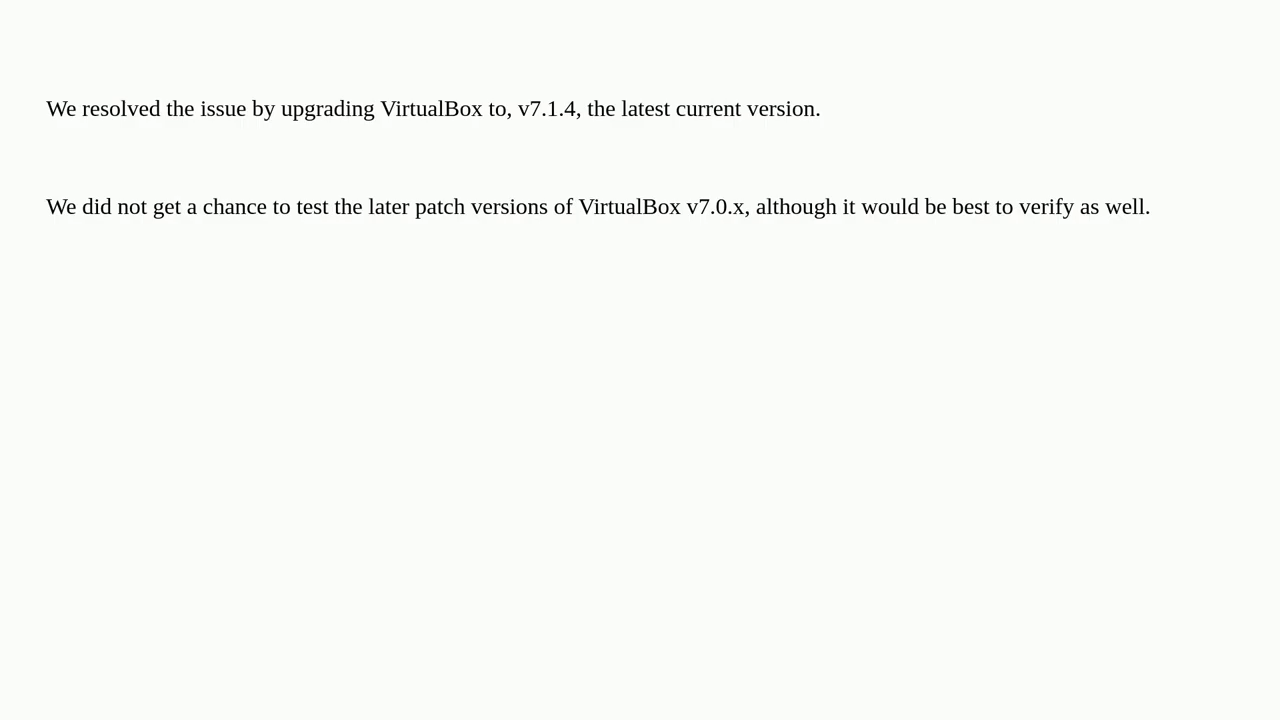 We resolved the issue by upgrading VirtualBox to, v7.1.4, the latest current version.
We did not get a chance to test the later patch versions of VirtualBox v7.0.x, although it would be best to verify as well.